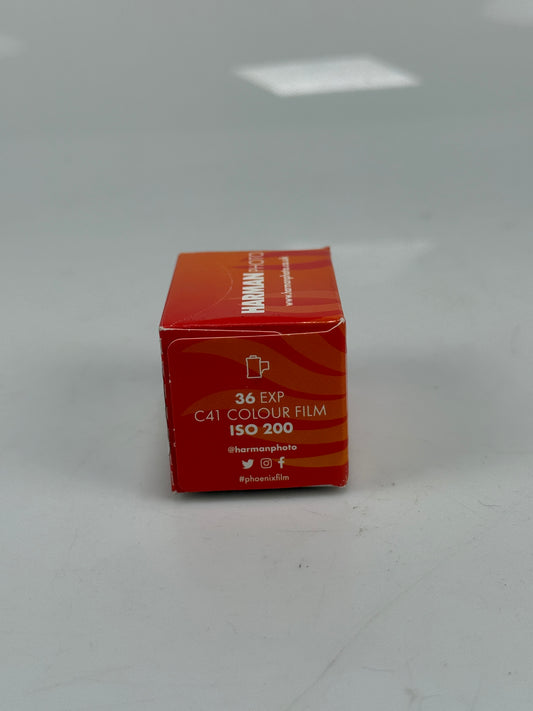 HARMAN PHOTO
www.harmanphoto.co.uk
36 EXP
C41 COLOUR FILM
ISO 200
@harmanphoto
#phoenixfilm